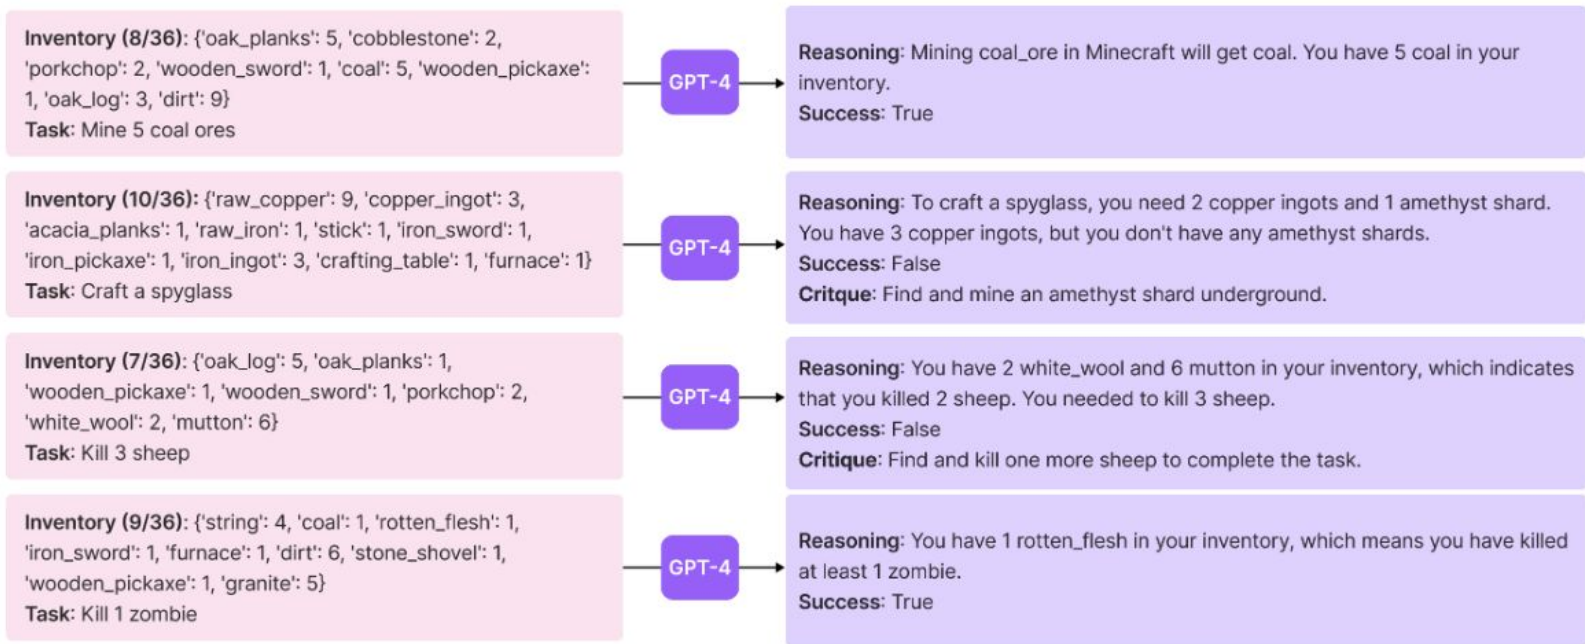 Inventory (8/36): {'oak_planks': 5, 'cobblestone': 2,
'porkchop': 2, 'wooden_sword': 1, 'coal': 5, 'wooden_pickaxe':
1, 'oak_log': 3, 'dirt': 9}
Task: Mine 5 coal ores
GPT-4
Reasoning: Mining coal_ore in Minecraft will get coal. You have 5 coal in your
inventory.
Success: True
Inventory (10/36): {'raw_copper': 9, 'copper_ingot': 3,
'acacia_planks': 1, 'raw_iron': 1, 'stick': 1, 'iron_sword': 1,
'iron_pickaxe': 1, 'iron_ingot': 3, 'crafting_table': 1, 'furnace': 1}
Task: Craft a spyglass
GPT-4
Reasoning: To craft a spyglass, you need 2 copper ingots and 1 amethyst shard.
You have 3 copper ingots, but you don't have any amethyst shards.
Success: False
Critque: Find and mine an amethyst shard underground.
Inventory (7/36): {'oak_log': 5, 'oak_planks': 1,
'wooden_pickaxe': 1, 'wooden_sword': 1, 'porkchop': 2,
'white_wool': 2, 'mutton': 6}
Task: Kill 3 sheep
GPT-4
Reasoning: You have 2 white_wool and 6 mutton in your inventory, which indicates
that you killed 2 sheep. You needed to kill 3 sheep.
Success: False
Critique: Find and kill one more sheep to complete the task.
Inventory (9/36): {'string': 4, 'coal': 1, 'rotten_flesh': 1,
'iron_sword': 1, 'furnace': 1, 'dirt': 6, 'stone_shovel': 1,
'wooden_pickaxe': 1, 'granite': 5}
Task: Kill 1 zombie
GPT-4
Reasoning: You have 1 rotten_flesh in your inventory, which means you have killed
at least 1 zombie.
Success: True